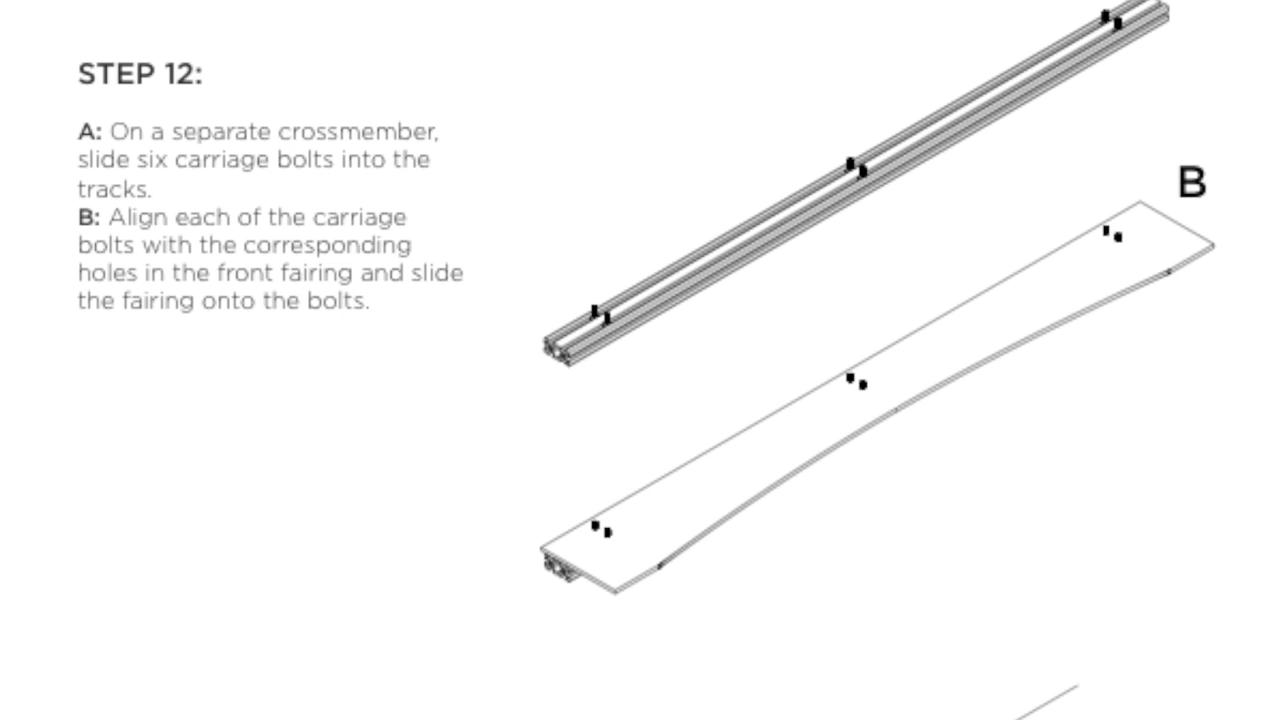 STEP 12:
A: On a separate crossmember,
slide six carriage bolts into the
tracks.
B: Align each of the carriage
bolts with the corresponding
holes in the front fairing and slide
the fairing onto the bolts.
B